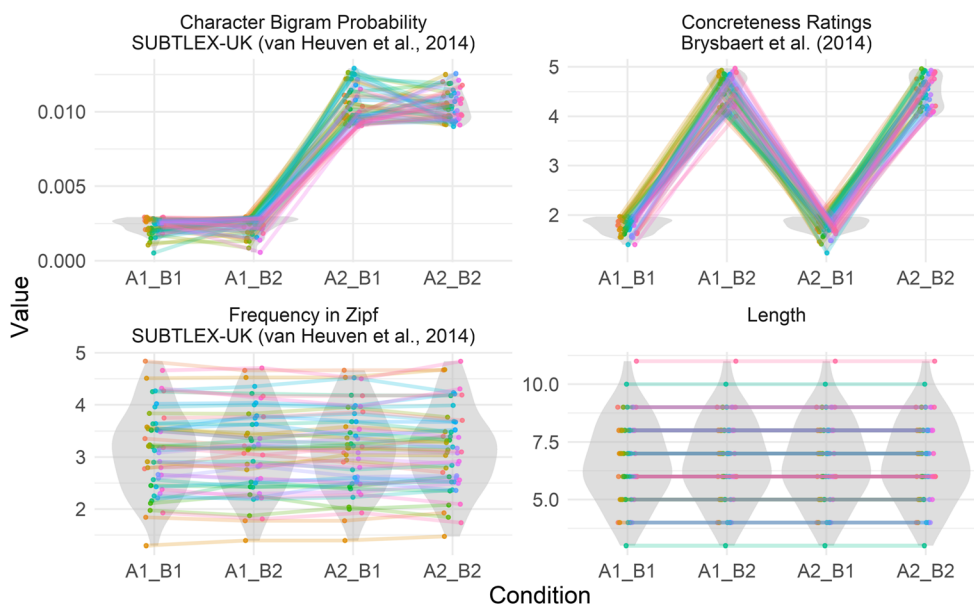 Character Bigram Probability
SUBTLEX-UK (van Heuven et al., 2014)
0.010
0.005
0.000
A1_B1 A1_B2 A2_B1 A2_B2
Concreteness Ratings
Brysbaert et al. (2014)
5
4
3
2
A1_B1 A1_B2 A2_B1 A2_B2
Value
Frequency in Zipf
SUBTLEX-UK (van Heuven et al., 2014)
5
4
3
2
A1_B1 A1_B2 A2_B1 A2_B2
Length
10.0
7.5
5.0
A1_B1 A1_B2 A2_B1 A2_B2
Condition